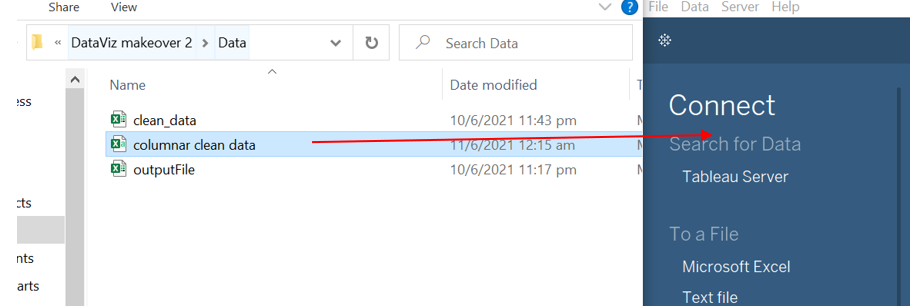 Share View
File Data Server Help
« DataViz makeover 2 > Data
Search Data
Name Date modified
ess
clean_data 10/6/2021 11:43 pm
columnar clean data 11/6/2021 12:15 am
outputFile 10/6/2021 11:17 pm
cts
nts
arts
Connect
Search for Data
Tableau Server
To a File
Microsoft Excel
Text file